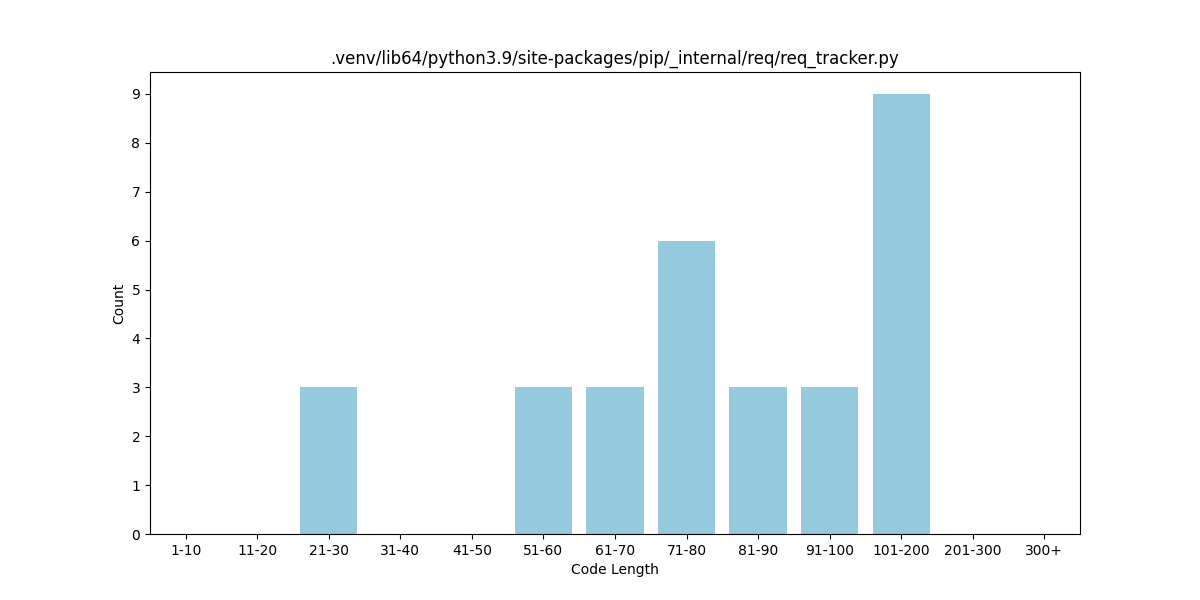 .venv/lib64/python3.9/site-packages/pip/_internal/req/req_tracker.py
9
8
7
6
5
4
3
2
1
0
Count
1-10 11-20 21-30 31-40 41-50 51-60 61-70 71-80 81-90 91-100 101-200 201-300 300+
Code Length